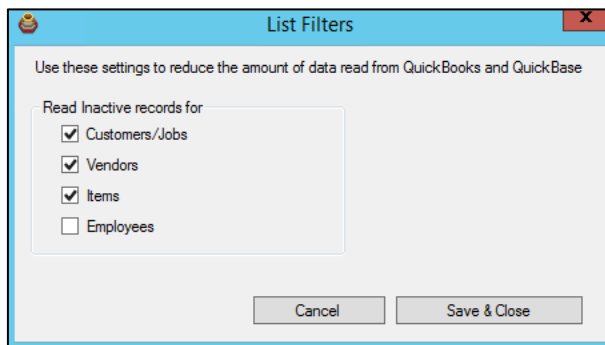 List Filters
x
Use these settings to reduce the amount of data read from QuickBooks and QuickBase
Read Inactive records for
Customers/Jobs
Vendors
Items
Employees
Cancel Save & Close